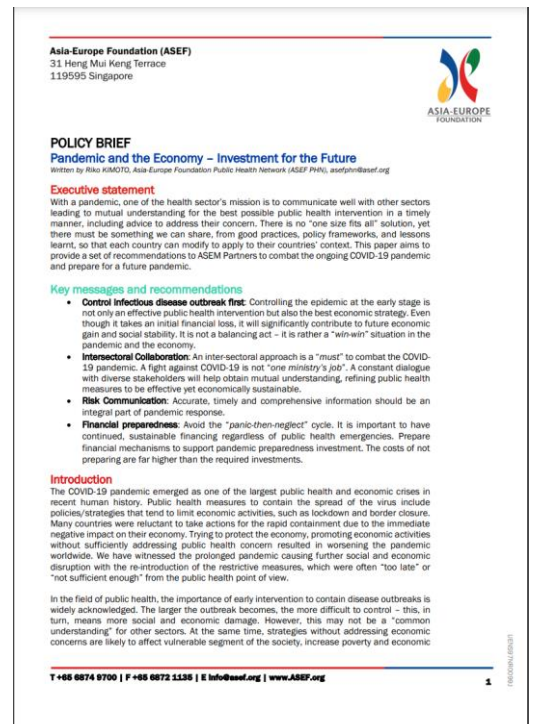 Asia-Europe Foundation (ASEF)
31 Heng Mui Keng Terrace
119595 Singapore
ASIA-EUROPE
FOUNDATION
POLICY BRIEF
Pandemic and the Economy – Investment for the Future
Written by Riko KIMOTO, Asia-Europe Foundation Public Health Network (ASEF PHN), asefphn@asef.org
Executive statement
With a pandemic, one of the health sector's mission is to communicate well with other sectors
leading to mutual understanding for the best possible public health intervention in a timely
manner, including advice to address their concern. There is no "one size fits all" solution, yet
there must be something we can share, from good practices, policy frameworks, and lessons
learnt, so that each country can modify to apply to their countries' context. This paper aims to
provide a set of recommendations to ASEM Partners to combat the ongoing COVID-19 pandemic
and prepare for a future pandemic.
Key messages and recommendations
• Control infectious disease outbreak first: Controlling the epidemic at the early stage is
not only an effective public health intervention but also the best economic strategy. Even
though it takes an initial financial loss, it will significantly contribute to future economic
gain and social stability. It is not a balancing act – it is rather a "win-win" situation in the
pandemic and the economy.
• Intersectoral Collaboration: An inter-sectoral approach is a "must" to combat the COVID-
19 pandemic. A fight against COVID-19 is not "one ministry's job". A constant dialogue
with diverse stakeholders will help obtain mutual understanding, refining public health
measures to be effective yet economically sustainable.
• Risk Communication: Accurate, timely and comprehensive information should be an
integral part of pandemic response.
• Financial preparedness: Avoid the "panic-then-neglect" cycle. It is important to have
continued, sustainable financing regardless of public health emergencies. Prepare
financial mechanisms to support pandemic preparedness investment. The costs of not
preparing are far higher than the required investments.
Introduction
The COVID-19 pandemic emerged as one of the largest public health and economic crises in
recent human history. Public health measures to contain the spread of the virus include
policies/strategies that tend to limit economic activities, such as lockdown and border closure.
Many countries were reluctant to take actions for the rapid containment due to the immediate
negative impact on their economy. Trying to protect the economy, promoting economic activities
without sufficiently addressing public health concern resulted in worsening the pandemic
worldwide. We have witnessed the prolonged pandemic causing further social and economic
disruption with the re-introduction of the restrictive measures, which were often "too late" or
"not sufficient enough" from the public health point of view.
In the field of public health, the importance of early intervention to contain disease outbreaks is
widely acknowledged. The larger the outbreak becomes, the more difficult to control – this, in
turn, means more social and economic damage. However, this may not be a "common
understanding" for other sectors. At the same time, strategies without addressing economic
concerns are likely to affect vulnerable segment of the society, increase poverty and economic
T +65 6874 9700 | F +65 6872 1135 | E info@asef.org | www.ASEF.org
1